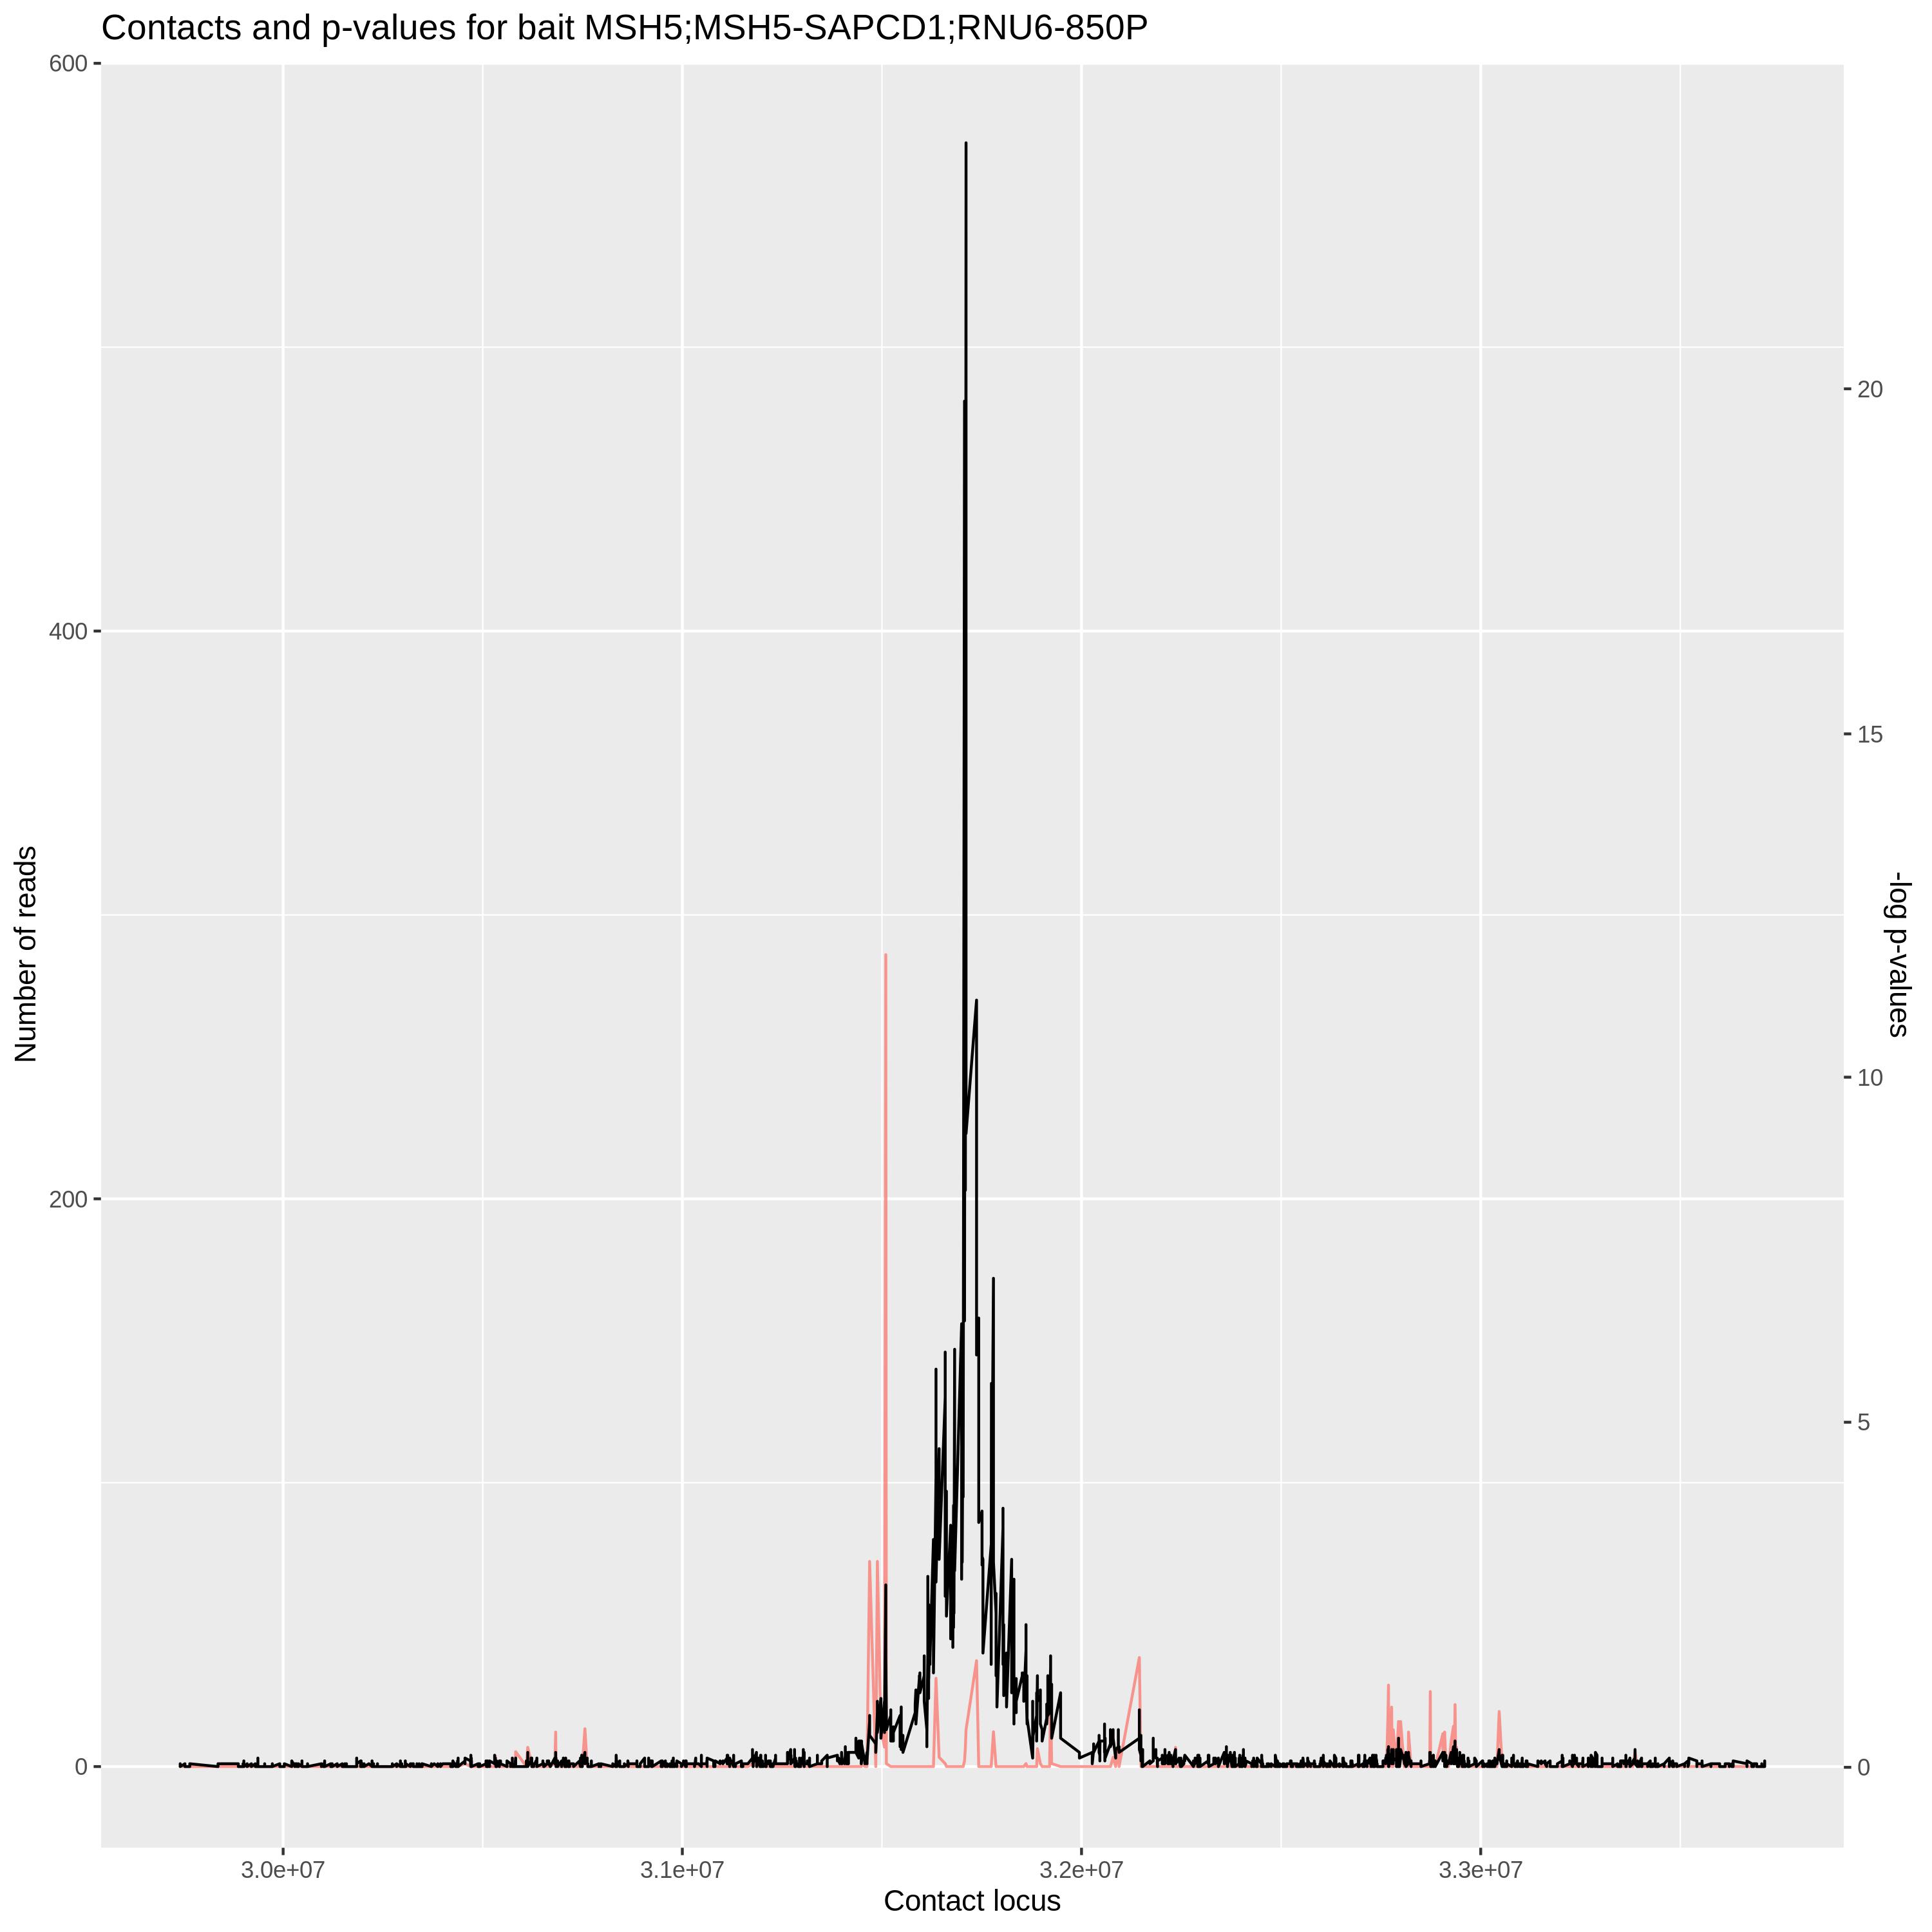 Contacts and p-values for bait MSH5;MSH5-SAPCD1;RNU6-850P
600
400
200
0
Number of reads
20
15
10
5
0
-log p-values
3.0e+07
3.1e+07
3.2e+07
3.3e+07
Contact locus